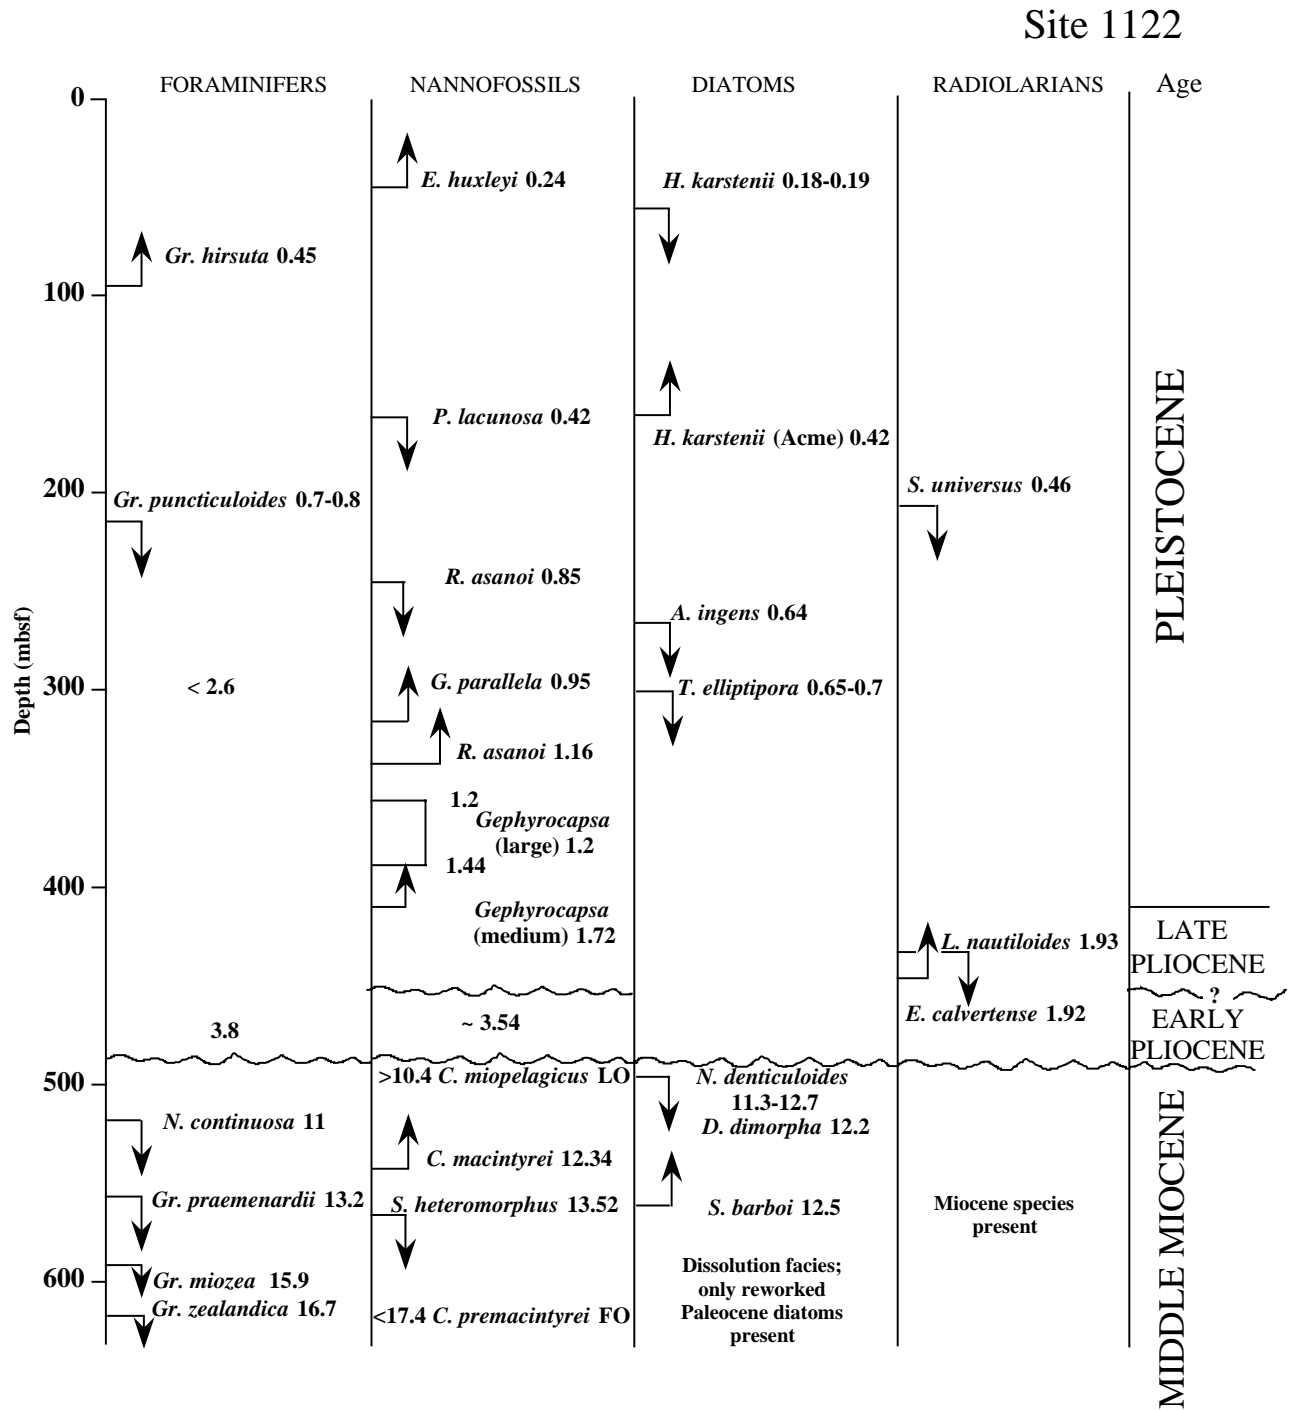 Site 1122
FORAMINIFERS
NANNOFOSSILS
DIATOMS
RADIOLARIANS
Age
Depth (mbsf)
0
100
200
300
400
500
600
Gr. hirsuta 0.45
Gr. puncticuloides 0.7-0.8
< 2.6
3.8
N. continuosa 11
Gr. praemenardii 13.2
Gr. miozea 15.9
Gr. zealandica 16.7
E. huxleyi 0.24
P. lacunosa 0.42
R. asanoi 0.85
G. parallela 0.95
R. asanoi 1.16
1.2
Gephyrocapsa
(large) 1.2
1.44
Gephyrocapsa
(medium) 1.72
~ 3.54
>10.4 C. miopelagicus LO
C. macintyrei 12.34
S. heteromorphus 13.52
<17.4 C. premacintyrei FO
H. karstenii 0.18-0.19
H. karstenii (Acme) 0.42
A. ingens 0.64
T. elliptipora 0.65-0.7
N. denticuloides
11.3-12.7
D. dimorpha 12.2
S. barboi 12.5
Dissolution facies;
only reworked
Paleocene diatoms
present
S. universus 0.46
L. nautiloides 1.93
E. calvertense 1.92
Miocene species
present
PLEISTOCENE
LATE
PLIOCENE
?
EARLY
PLIOCENE
MIDDLE MIOCENE